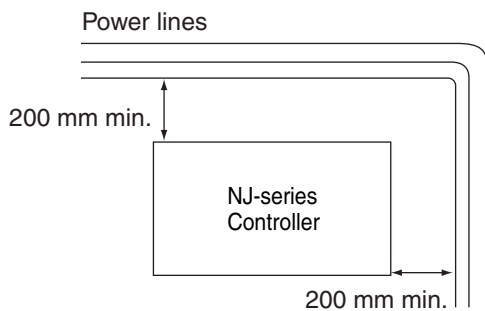 Power lines
200 mm min.
NJ-series
Controller
200 mm min.